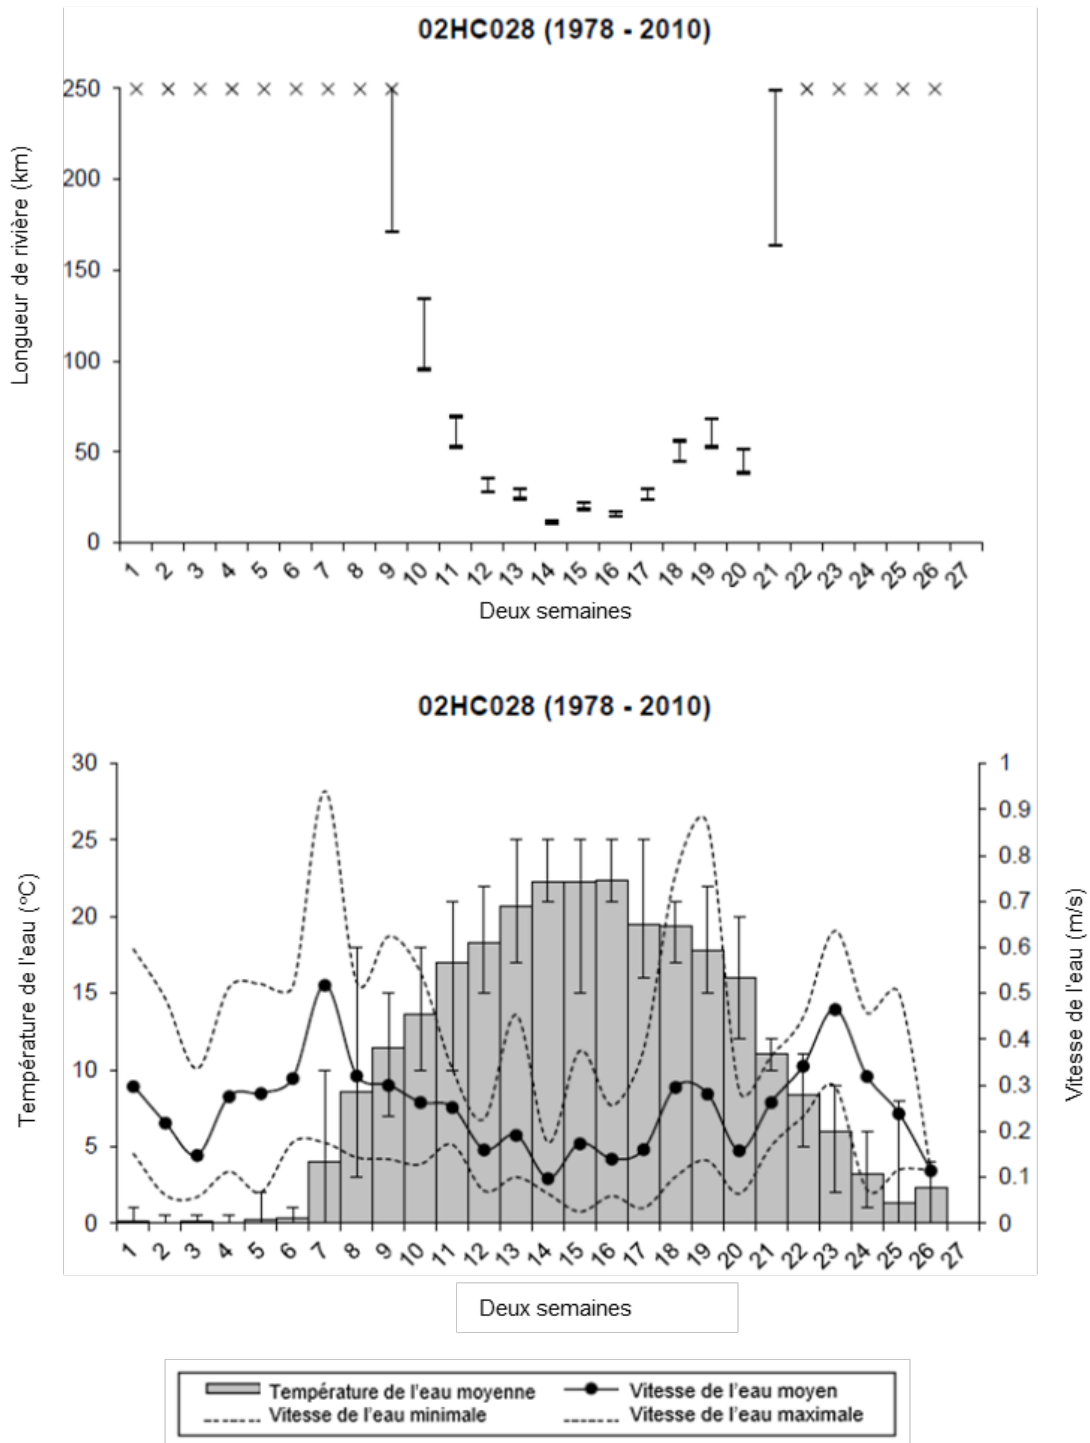 02HC028 (1978 - 2010)
Longueur de rivière (km)
250
200
150
100
50
0
1 2 3 4 5 6 7 8 9 10 11 12 13 14 15 16 17 18 19 20 21 22 23 24 25 26 27
Deux semaines
02HC028 (1978 - 2010)
Température de l'eau (ºC)
30
25
20
15
10
5
0
Vitesse de l'eau (m/s)
1
0.9
0.8
0.7
0.6
0.5
0.4
0.3
0.2
0.1
0
1 2 3 4 5 6 7 8 9 10 11 12 13 14 15 16 17 18 19 20 21 22 23 24 25 26 27
Deux semaines
Température de l'eau moyenne
Vitesse de l'eau moyen
Vitesse de l'eau minimale
Vitesse de l'eau maximale